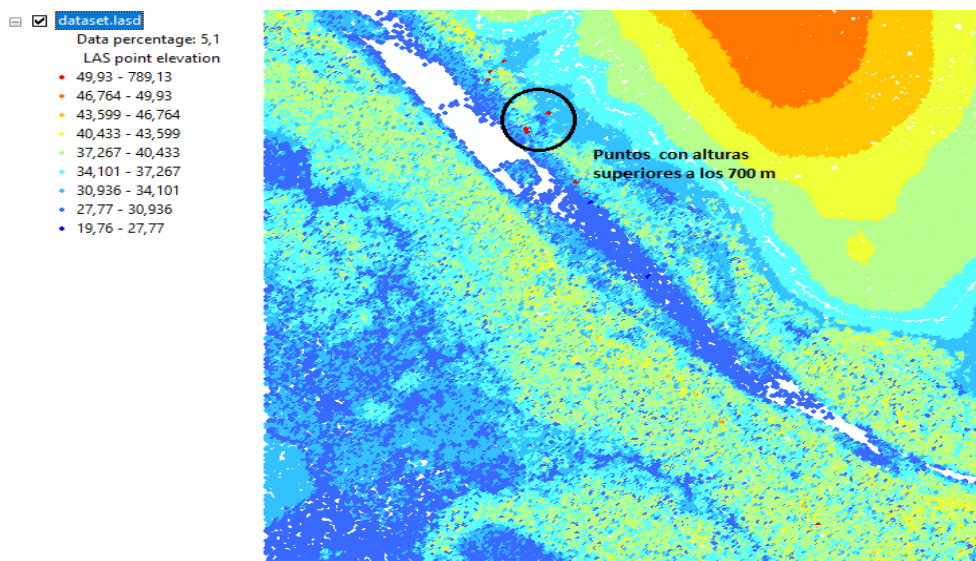 dataset.lasd
Data percentage: 5,1
LAS point elevation
49,93 - 789,13
46,764 - 49,93
43,599 - 46,764
40,433 - 43,599
37,267 - 40,433
34,101 - 37,267
30,936 - 34,101
27,77 - 30,936
19,76 - 27,77
Puntos con alturas
superiores a los 700 m